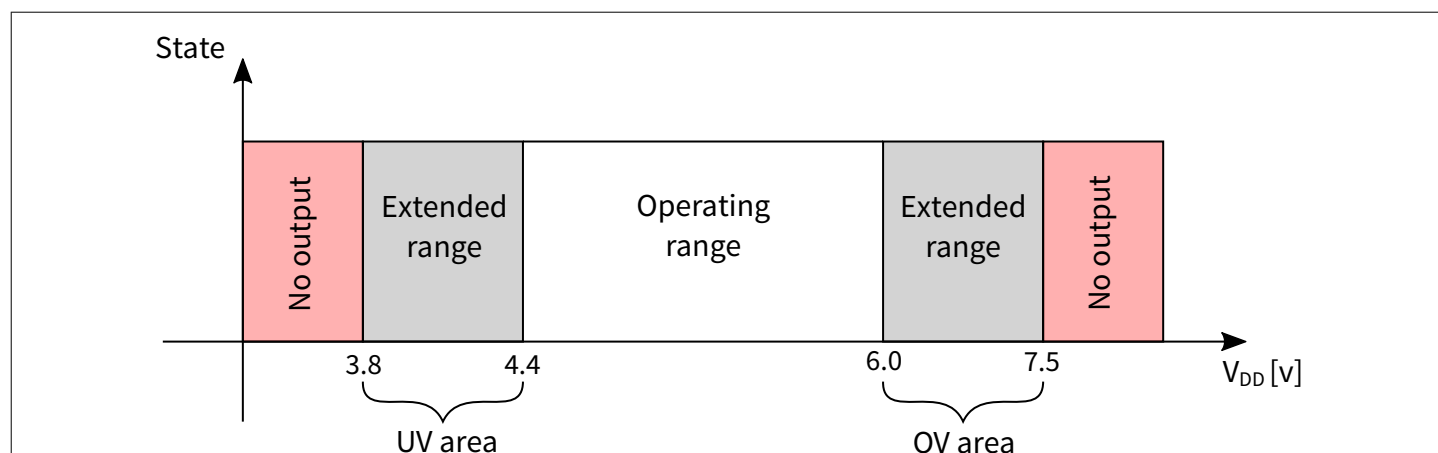 State
No output
Extended
range
Operating
range
Extended
range
No output
3.8
4.4
6.0
7.5
VDD [v]
UV area
OV area